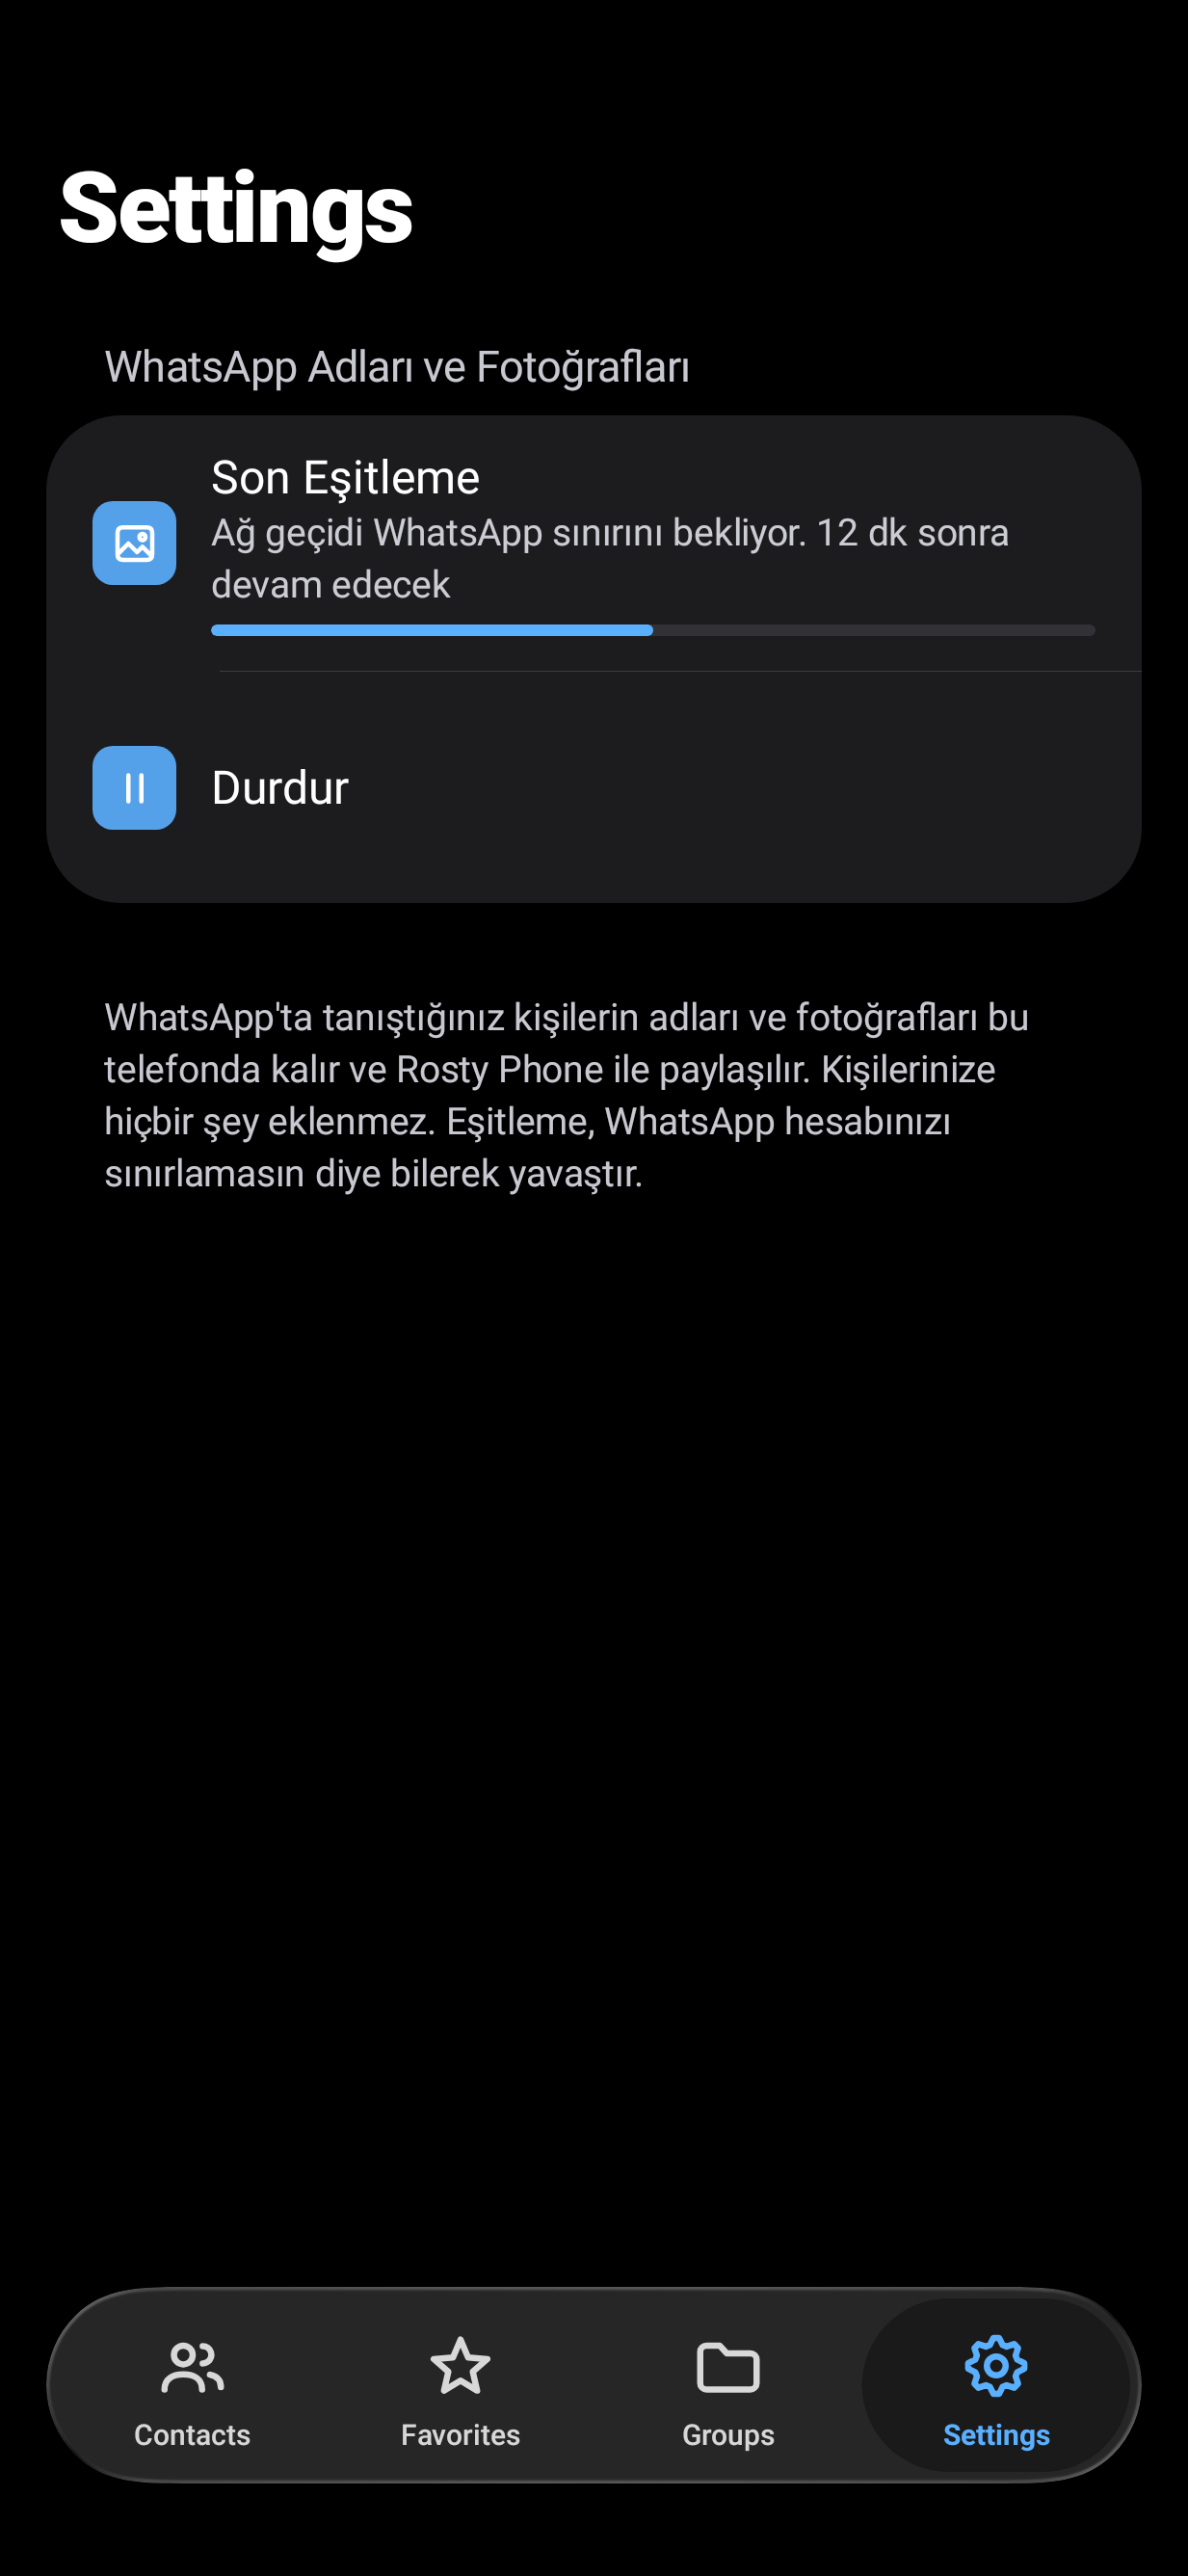 Settings
WhatsApp Adları ve Fotoğrafları
Son Eşitleme
Ağ geçidi WhatsApp sınırını bekliyor. 12 dk sonra
devam edecek
Durdur
WhatsApp'ta tanıştığınız kişilerin adları ve fotoğrafları bu
telefonda kalır ve Rosty Phone ile paylaşılır. Kişilerinize
hiçbir şey eklenmez. Eşitleme, WhatsApp hesabınızı
sınırlamasın diye bilerek yavaştır.
Contacts
Favorites
Groups
Settings